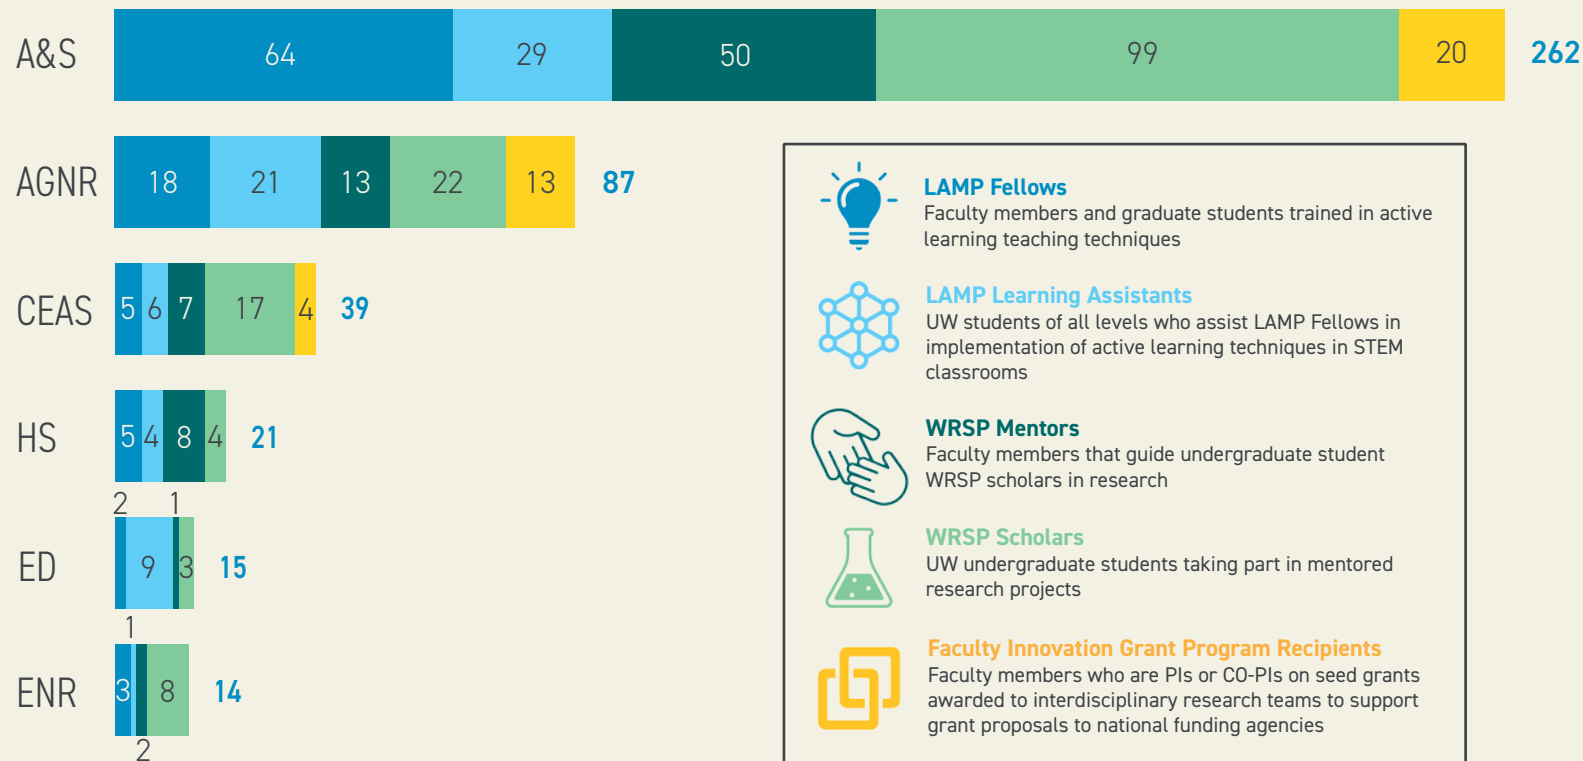 A&S 64 29 50 99 20 262
AGNR 18 21 13 22 13 87
CEAS 5 6 7 17 4 39
HS 5 4 8 4 21
2 1
ED 9 3 15
1
ENR 3 8 14
2
LAMP Fellows
Faculty members and graduate students trained in active
learning teaching techniques
LAMP Learning Assistants
UW students of all levels who assist LAMP Fellows in
implementation of active learning techniques in STEM
classrooms
WRSP Mentors
Faculty members that guide undergraduate student
WRSP scholars in research
WRSP Scholars
UW undergraduate students taking part in mentored
research projects
Faculty Innovation Grant Program Recipients
Faculty members who are PIs or CO-PIs on seed grants
awarded to interdisciplinary research teams to support
grant proposals to national funding agencies